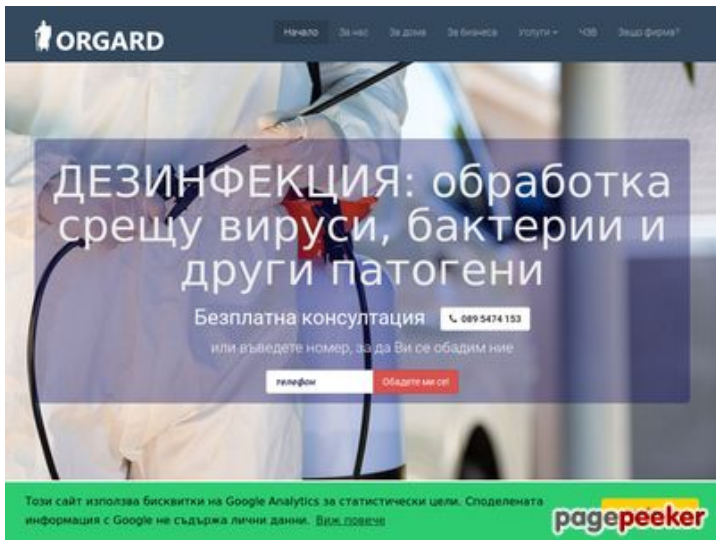 ORGARD
Начало За нас За дома За бизнеса Услуги ЧЗВ Защо фирма?
ДЕЗИНФЕКЦИЯ: обработка
срещу вируси, бактерии и
други патогени
Безплатна консултация 089 5474 153
или въведете номер, за да Ви се обадим ние
телефон Обадете ми се!
Този сайт използва бисквитки на Google Analytics за статистически цели. Споделената
информация с Google не съдържа лични данни. Виж повече
pagepeeker